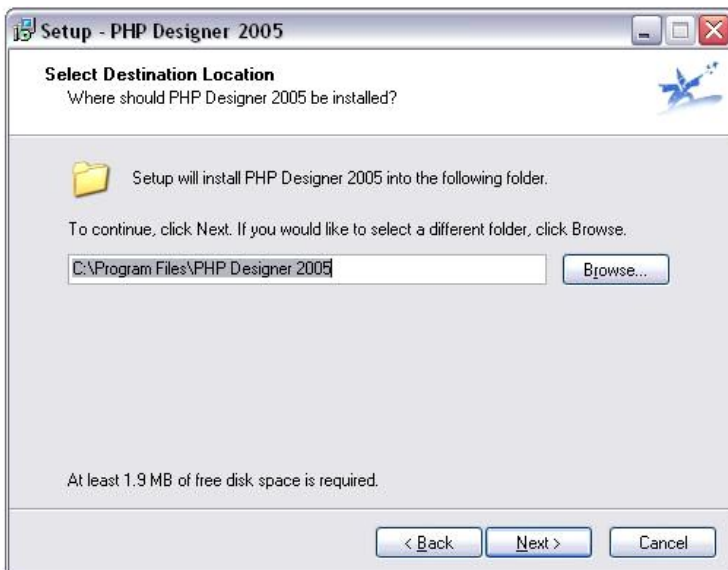 Setup - PHP Designer 2005
Select Destination Location
Where should PHP Designer 2005 be installed?
Setup will install PHP Designer 2005 into the following folder.
To continue, click Next. If you would like to select a different folder, click Browse.
C:\Program Files\PHP Designer 2005
Browse...
At least 1.9 MB of free disk space is required.
< Back
Next >
Cancel